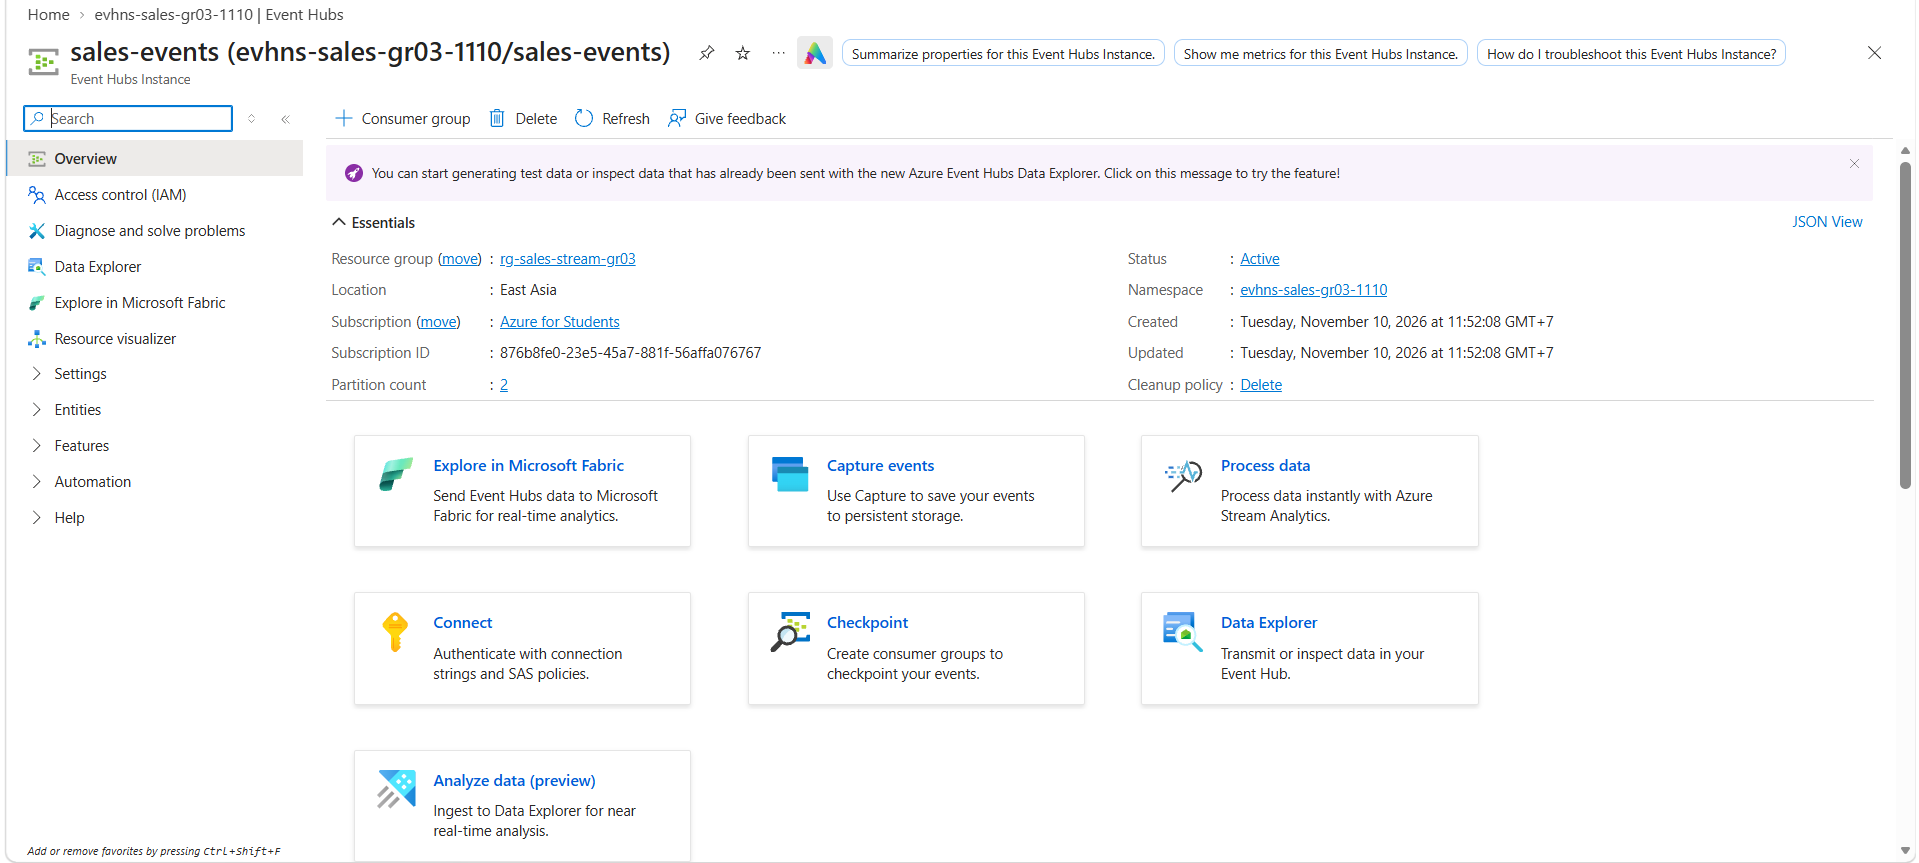 Home > evhns-sales-gr03-1110 | Event Hubs
sales-events (evhns-sales-gr03-1110/sales-events)
Event Hubs Instance
Summarize properties for this Event Hubs Instance.
Show me metrics for this Event Hubs Instance.
How do I troubleshoot this Event Hubs Instance?
Search
Consumer group
Delete
Refresh
Give feedback
Overview
Access control (IAM)
Diagnose and solve problems
Data Explorer
Explore in Microsoft Fabric
Resource visualizer
Settings
Entities
Features
Automation
Help
Add or remove favorites by pressing Ctrl+Shift+F
You can start generating test data or inspect data that has already been sent with the new Azure Event Hubs Data Explorer. Click on this message to try the feature!
Essentials
JSON View
Resource group (move) : rg-sales-stream-gr03
Location : East Asia
Subscription (move) : Azure for Students
Subscription ID : 876b8fe0-23e5-45a7-881f-56affa076767
Partition count : 2
Status : Active
Namespace : evhns-sales-gr03-1110
Created : Tuesday, November 10, 2026 at 11:52:08 GMT+7
Updated : Tuesday, November 10, 2026 at 11:52:08 GMT+7
Cleanup policy : Delete
Explore in Microsoft Fabric
Send Event Hubs data to Microsoft
Fabric for real-time analytics.
Capture events
Use Capture to save your events
to persistent storage.
Process data
Process data instantly with Azure
Stream Analytics.
Connect
Authenticate with connection
strings and SAS policies.
Checkpoint
Create consumer groups to
checkpoint your events.
Data Explorer
Transmit or inspect data in your
Event Hub.
Analyze data (preview)
Ingest to Data Explorer for near
real-time analysis.